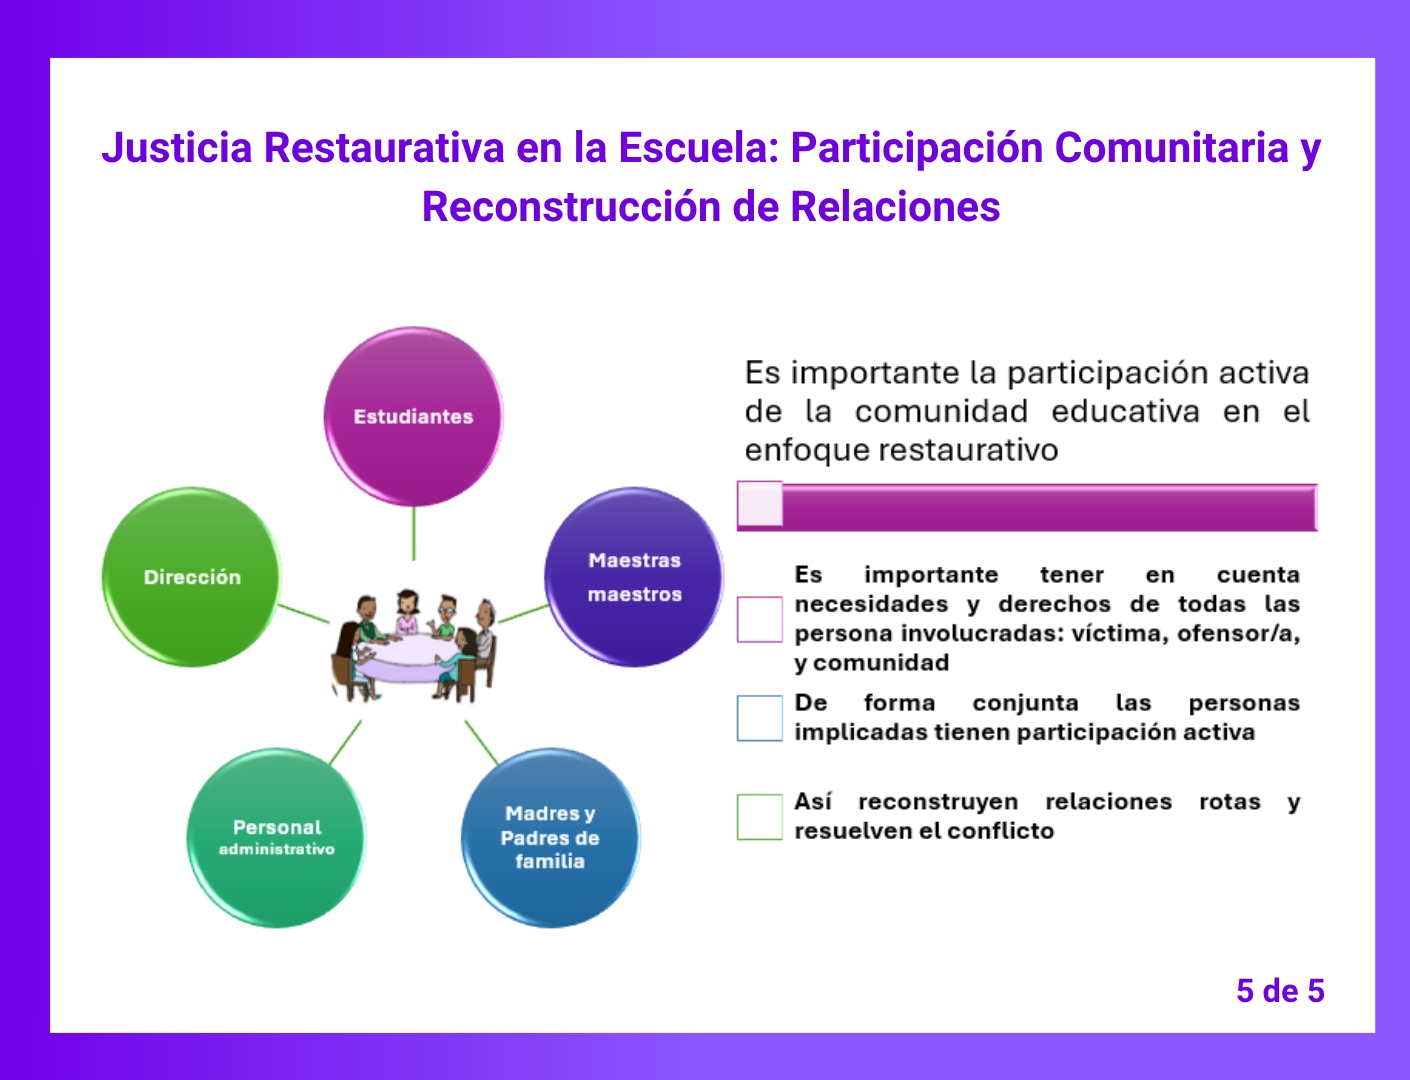 Justicia Restaurativa en la Escuela: Participación Comunitaria y
Reconstrucción de Relaciones
Estudiantes
Dirección
Maestras
maestros
Personal
administrativo
Madres y
Padres de
familia
Es importante la participación activa
de la comunidad educativa en el
enfoque restaurativo
Es importante tener en cuenta
necesidades y derechos de todas las
persona involucradas: víctima, ofensor/a,
y comunidad
De forma conjunta las personas
implicadas tienen participación activa
Así reconstruyen relaciones rotas y
resuelven el conflicto
5 de 5